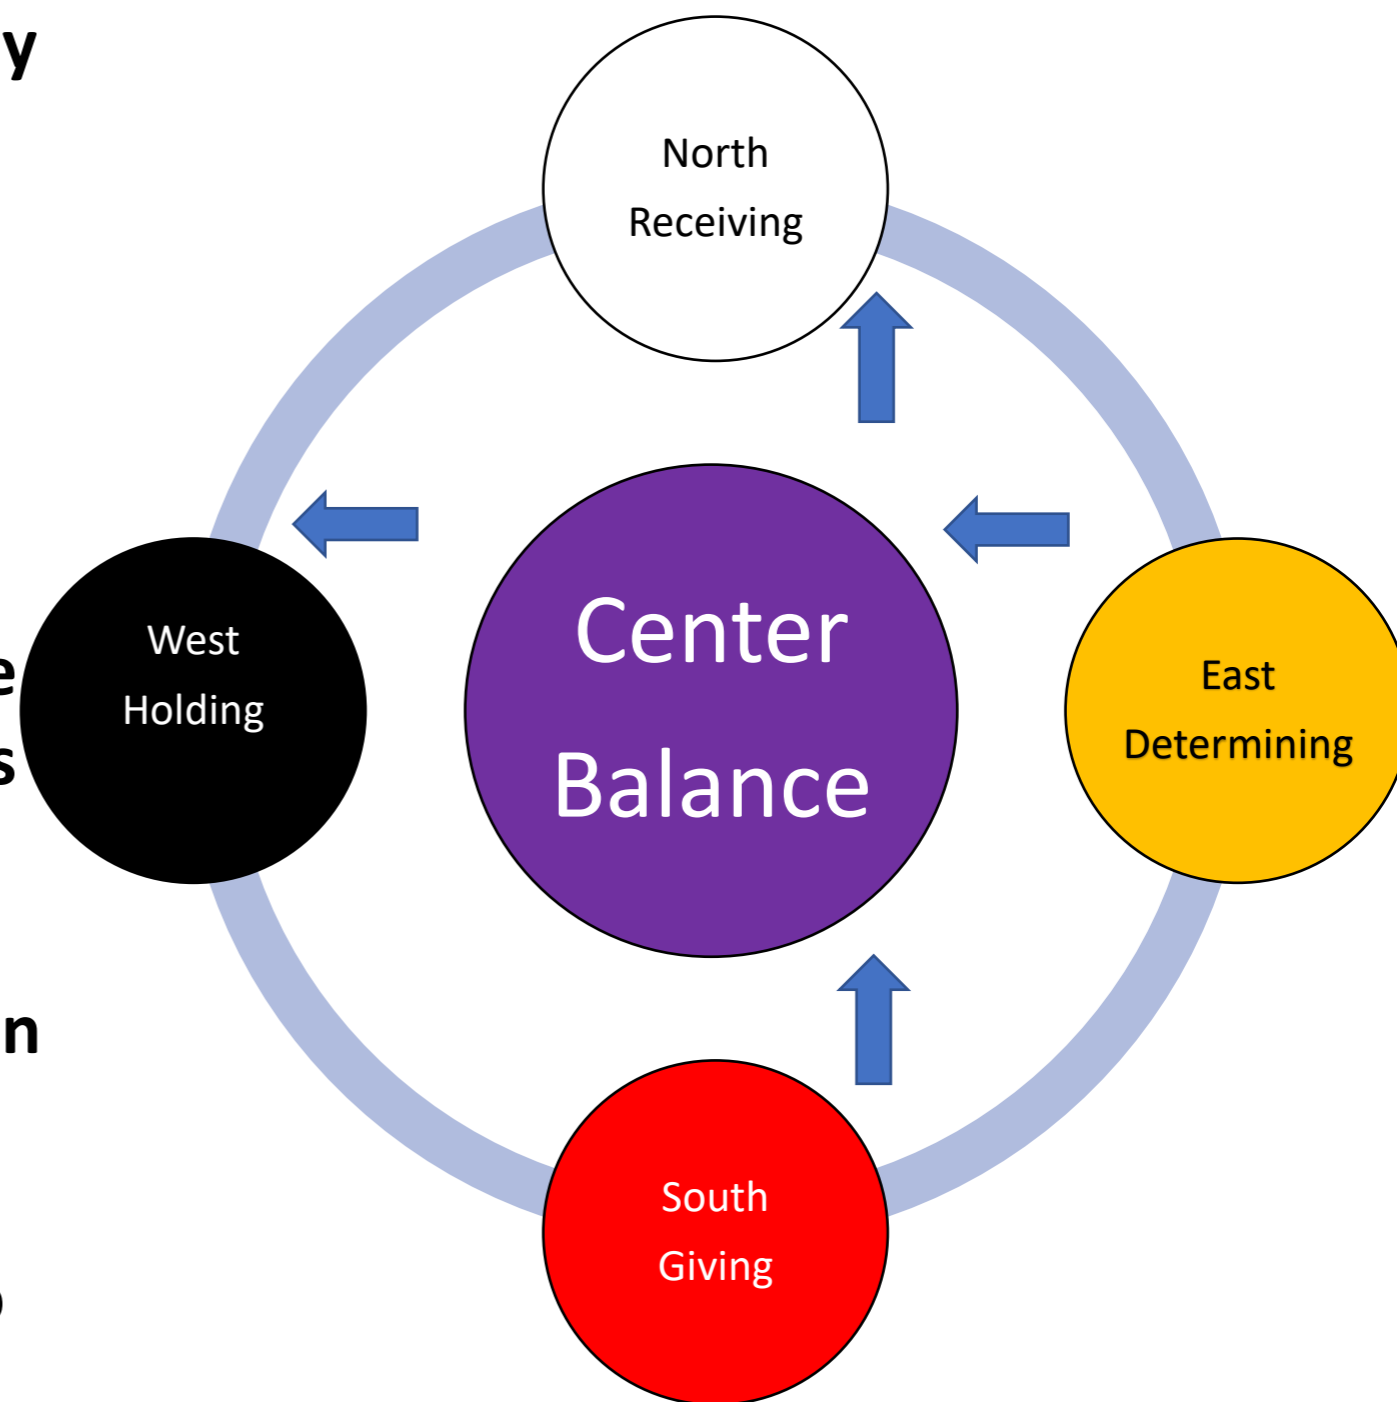 North
Receiving
West
Holding
Center
Balance
East
Determining
South
Giving